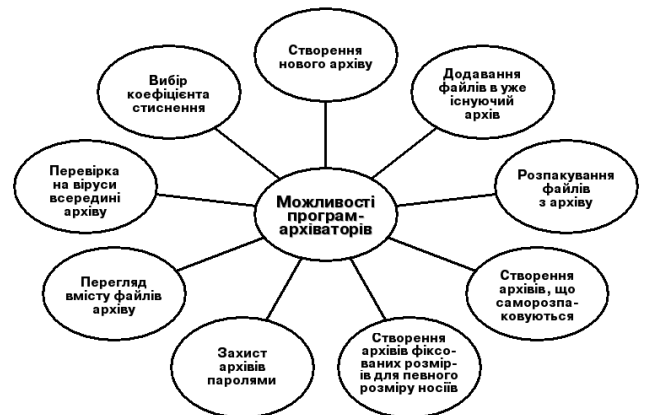 Створення
нового архіву
Вибір
коефіцієнта
стиснення
Додавання
файлів в уже
існуючий
архів
Перевірка
на віруси
всередині
архіву
Можливості
програм-
архіваторів
Розпакування
файлів
з архіву
Перегляд
вмісту файлів
архіву
Створення
архівів, що
саморозпа-
ковуються
Захист
архівів
паролями
Створення
архівів фіксо-
ваних розмір-
ів для певного
розміру носіїв